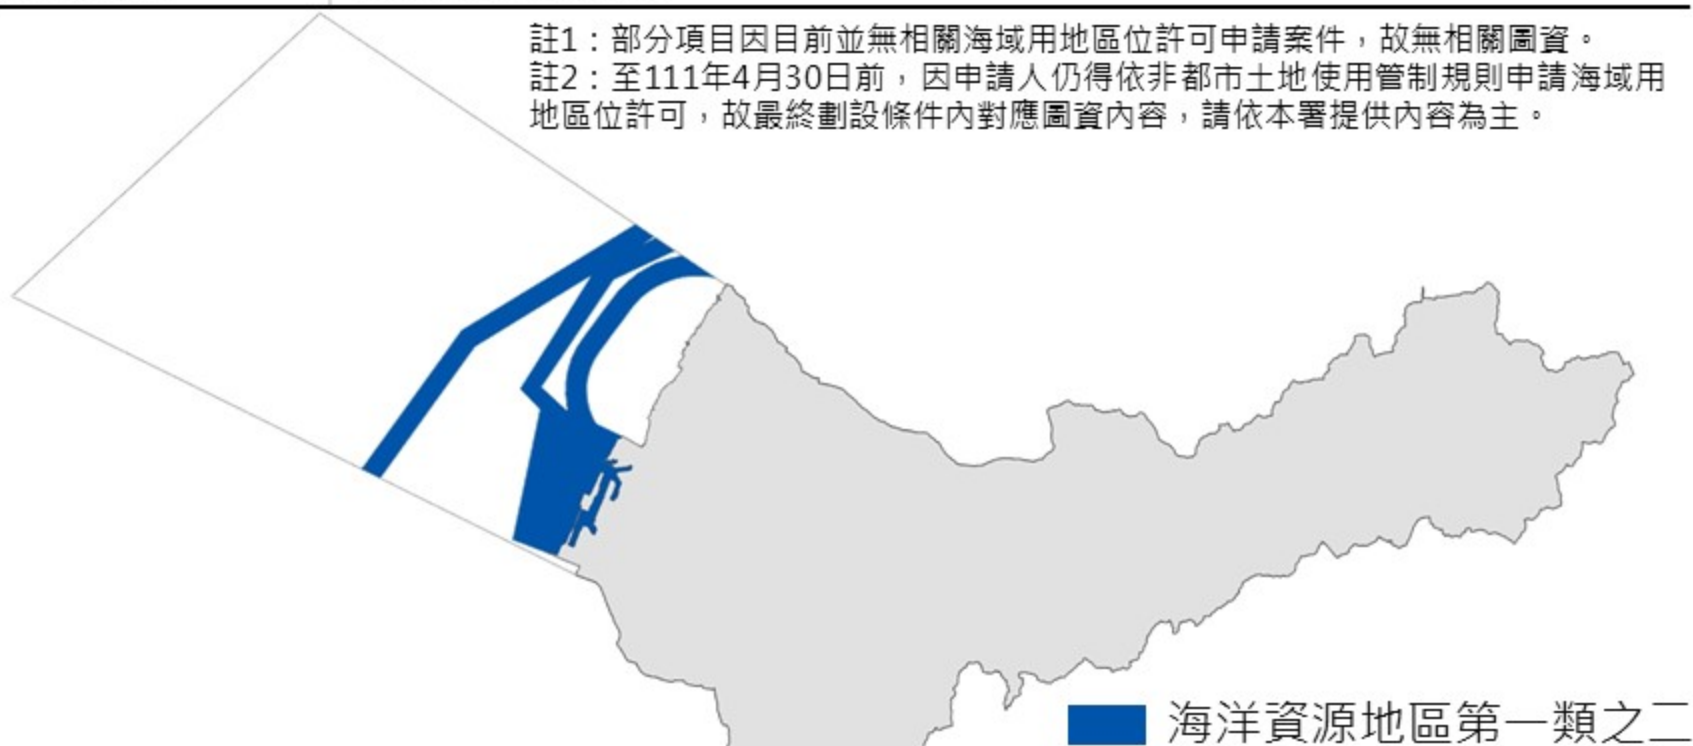 註1：部分項目因目前並無相關海域用地區位許可申請案件，故無相關圖資。
註2：至111年4月30日前，因申請人仍得依非都市土地使用管制規則申請海域用
地區位許可，故最終劃設條件內對應圖資內容，請依本署提供內容為主。
海洋資源地區第一類之二